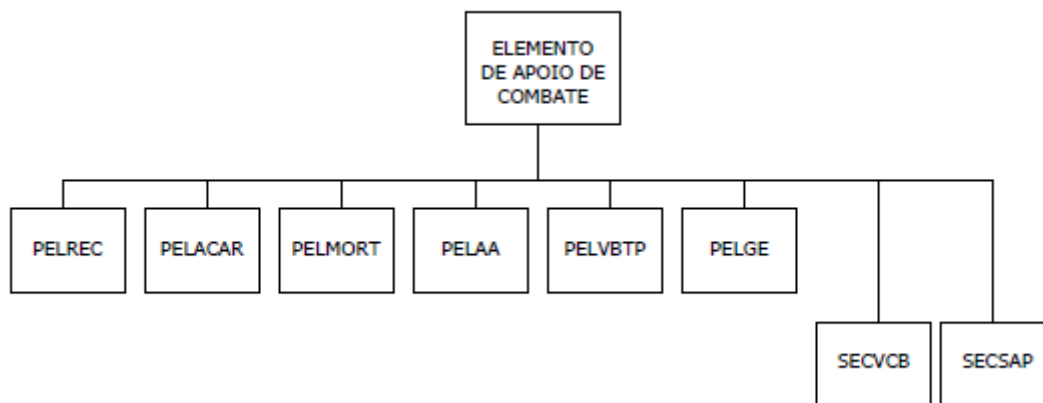 ELEMENTO
DE APOIO DE
COMBATE
PELREC
PELACAR
PELMORT
PELAA
PELVBTP
PELGE
SECVCB
SECSAP